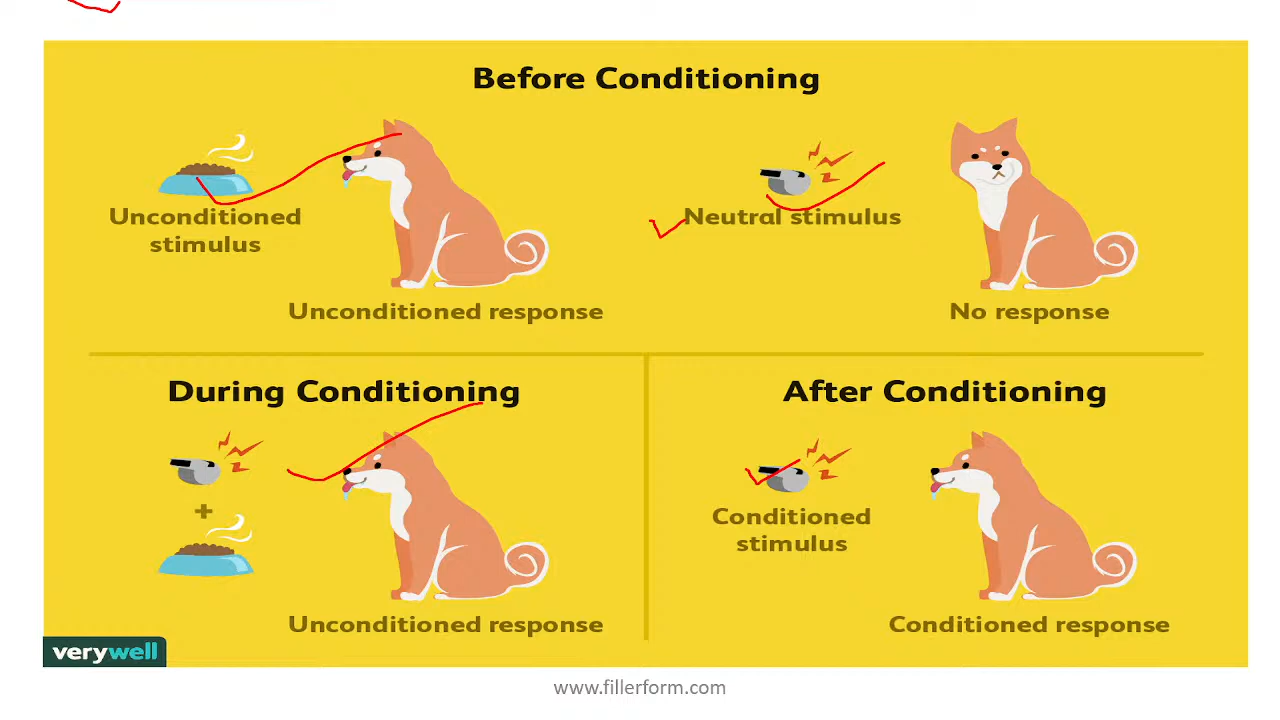 Before Conditioning
Unconditioned
stimulus
Unconditioned response
Neutral stimulus
No response
During Conditioning
+
Unconditioned response
After Conditioning
Conditioned
stimulus
Conditioned response
verywell
www.fillerform.com